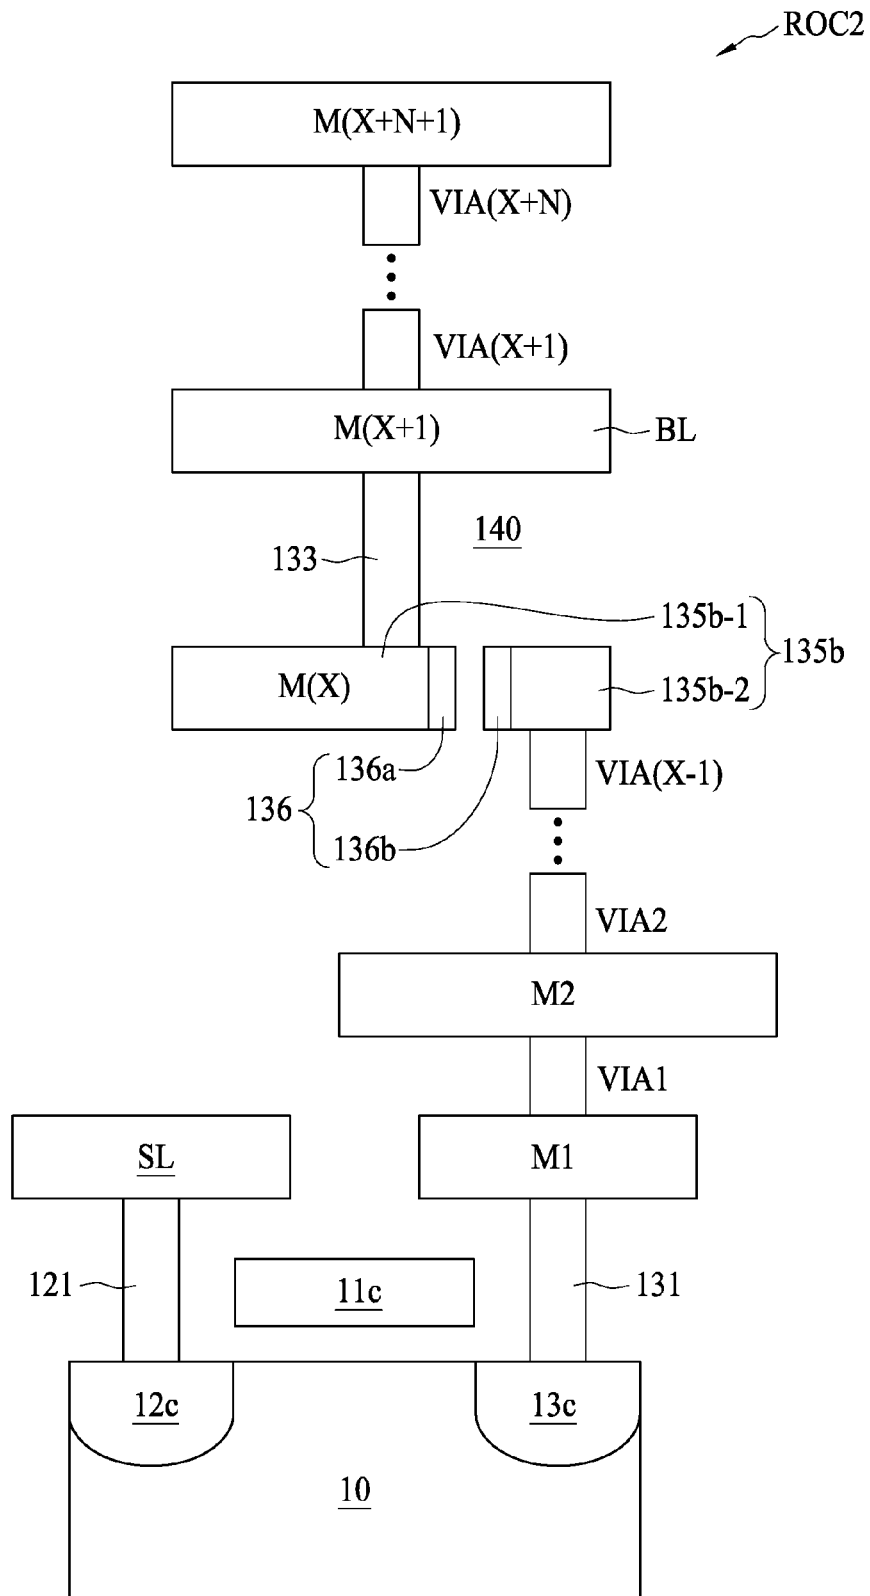 ROC2
M(X+N+1)
VIA(X+N)
VIA(X+1)
M(X+1)
BL
140
133
135b-1
135b
M(X)
135b-2
136a
VIA(X-1)
136
136b
VIA2
M2
VIA1
SL
M1
121
11c
131
12c
13c
10